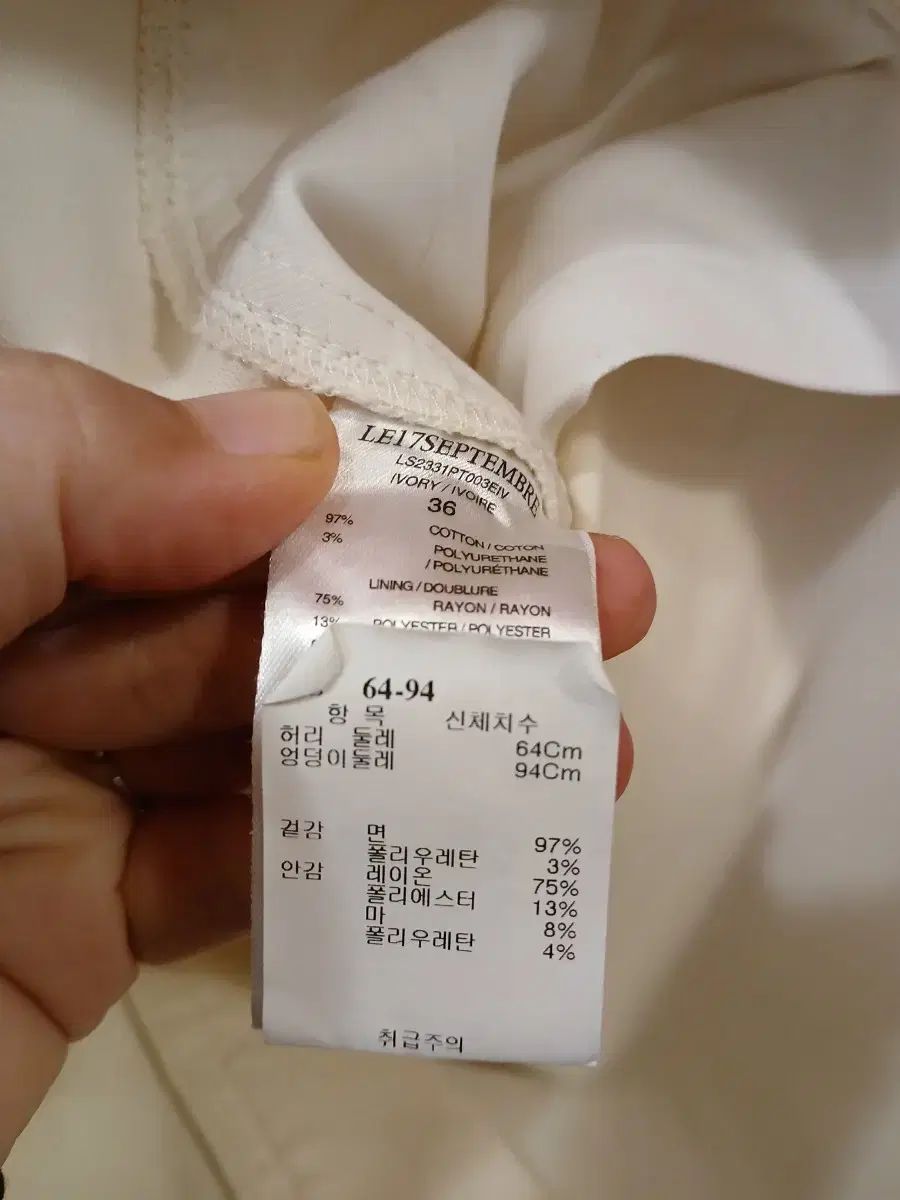 LE17SEPTEMBRE
LS2331PT003EIV
IVORY / IVOIRE
36
97% COTTON / COTON
3% POLYURETHANE
/ POLYURÉTHANE
LINING / DOUBLURE
75% RAYON / RAYON
13% POLYESTER / POLYESTER
64-94
항 목 신체치수
허리 둘레 64Cm
엉덩이둘레 94Cm
겉감 면 97%
폴리우레탄 3%
안감 레이온 75%
폴리에스터 13%
마 8%
폴리우레탄 4%
취급주의